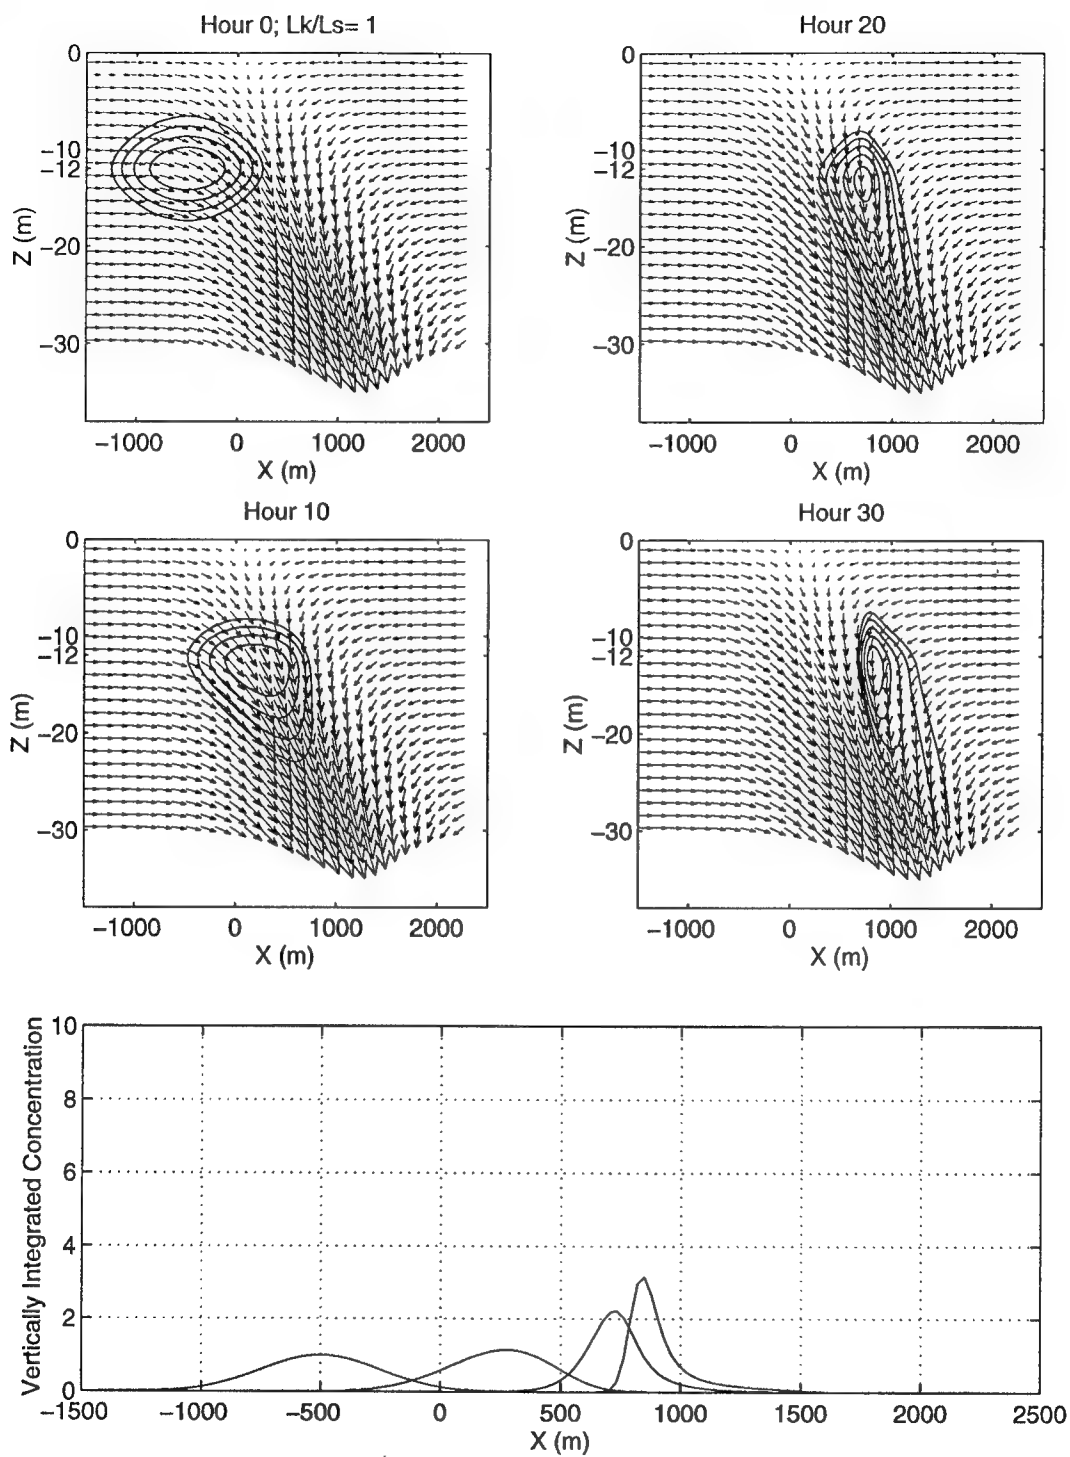 Hour 0; Lk/Ls= 1
0
−10
−12
−20
−30
Z (m)
−1000 0 1000 2000
X (m)
Hour 20
0
−10
−12
−20
−30
Z (m)
−1000 0 1000 2000
X (m)
Hour 10
0
−10
−12
−20
−30
Z (m)
−1000 0 1000 2000
X (m)
Hour 30
0
−10
−12
−20
−30
Z (m)
−1000 0 1000 2000
X (m)
Vertically Integrated Concentration
10
8
6
4
2
0
−1500 −1000 −500 0 500 1000 1500 2000 2500
X (m)